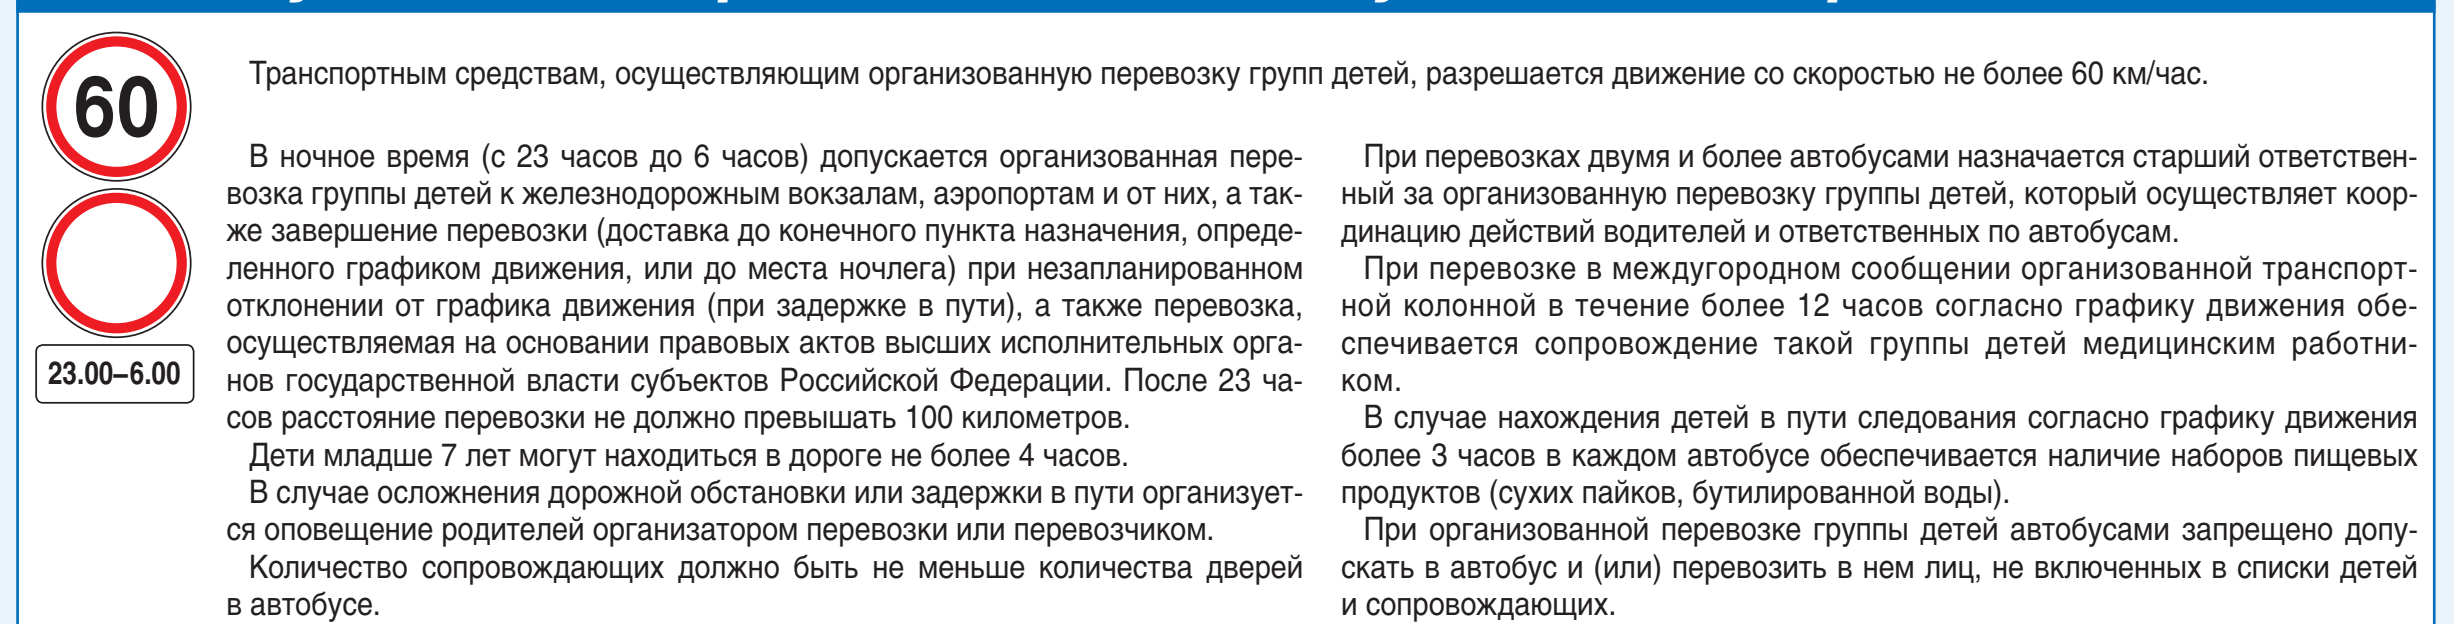 60
Транспортным средствам, осуществляющим организованную перевозку групп детей, разрешается движение со скоростью не более 60 км/час.
23.00–6.00
В ночное время (с 23 часов до 6 часов) допускается организованная пере-
возка группы детей к железнодорожным вокзалам, аэропортам и от них, а так-
же завершение перевозки (доставка до конечного пункта назначения, опреде-
ленного графиком движения, или до места ночлега) при незапланированном
отклонении от графика движения (при задержке в пути), а также перевозка,
осуществляемая на основании правовых актов высших исполнительных орга-
нов государственной власти субъектов Российской Федерации. После 23 ча-
сов расстояние перевозки не должно превышать 100 километров.
Дети младше 7 лет могут находиться в дороге не более 4 часов.
В случае осложнения дорожной обстановки или задержки в пути организует-
ся оповещение родителей организатором перевозки или перевозчиком.
Количество сопровождающих должно быть не меньше количества дверей
в автобусе.
При перевозках двумя и более автобусами назначается старший ответствен-
ный за организованную перевозку группы детей, который осуществляет коор-
динацию действий водителей и ответственных по автобусам.
При перевозке в междугородном сообщении организованной транспорт-
ной колонной в течение более 12 часов согласно графику движения обе-
спечивается сопровождение такой группы детей медицинским работни-
ком.
В случае нахождения детей в пути следования согласно графику движения
более 3 часов в каждом автобусе обеспечивается наличие наборов пищевых
продуктов (сухих пайков, бутилированной воды).
При организованной перевозке группы детей автобусами запрещено допу-
скать в автобус и (или) перевозить в нем лиц, не включенных в списки детей
и сопровождающих.